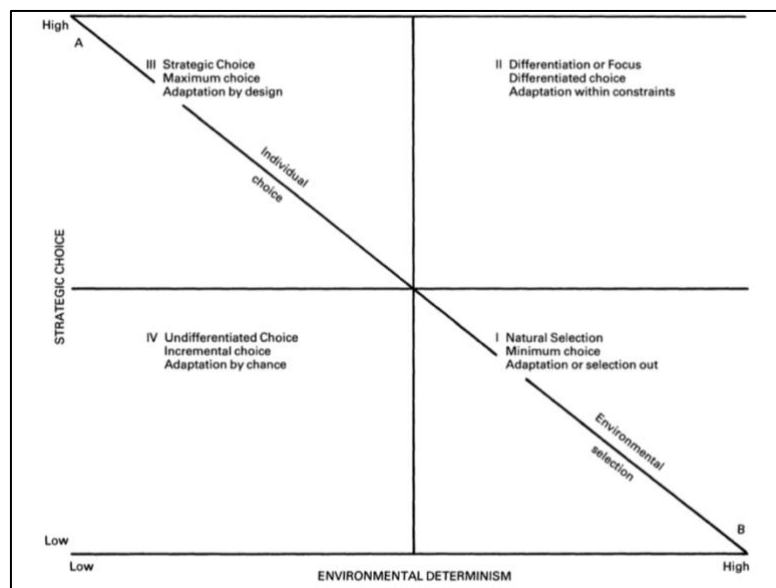 High
A
III Strategic Choice
Maximum choice
Adaptation by design
II Differentiation or Focus
Differentiated choice
Adaptation within constraints
Individual
choice
STRATEGIC CHOICE
IV Undifferentiated Choice
Incremental choice
Adaptation by chance
I Natural Selection
Minimum choice
Adaptation or selection out
Environmental
selection
B
Low
Low
ENVIRONMENTAL DETERMINISM
High